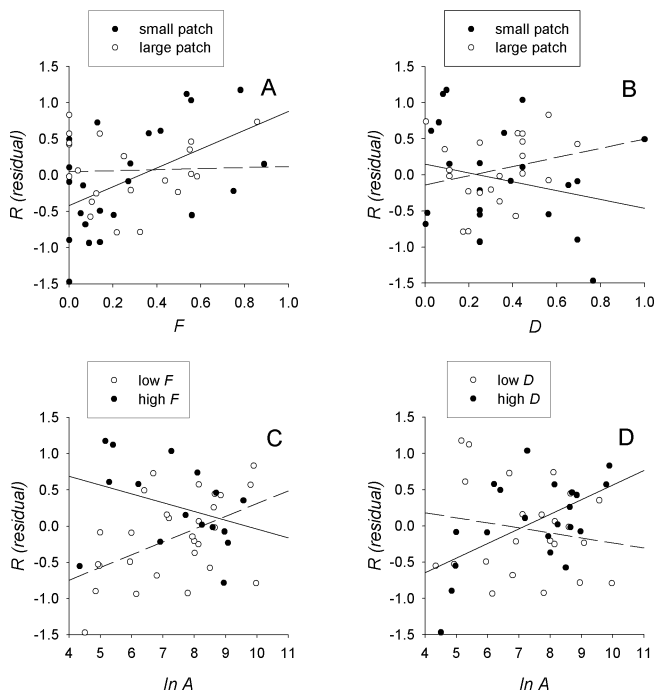 small patch
large patch
A
R (residual)
1.5
1.0
0.5
0.0
-0.5
-1.0
-1.5
0.0 0.2 0.4 0.6 0.8 1.0
F
small patch
large patch
B
R (residual)
1.5
1.0
0.5
0.0
-0.5
-1.0
-1.5
0.0 0.2 0.4 0.6 0.8 1.0
D
low F
high F
C
R (residual)
1.5
1.0
0.5
0.0
-0.5
-1.0
-1.5
4 5 6 7 8 9 10 11
ln A
low D
high D
D
R (residual)
1.5
1.0
0.5
0.0
-0.5
-1.0
-1.5
4 5 6 7 8 9 10 11
ln A